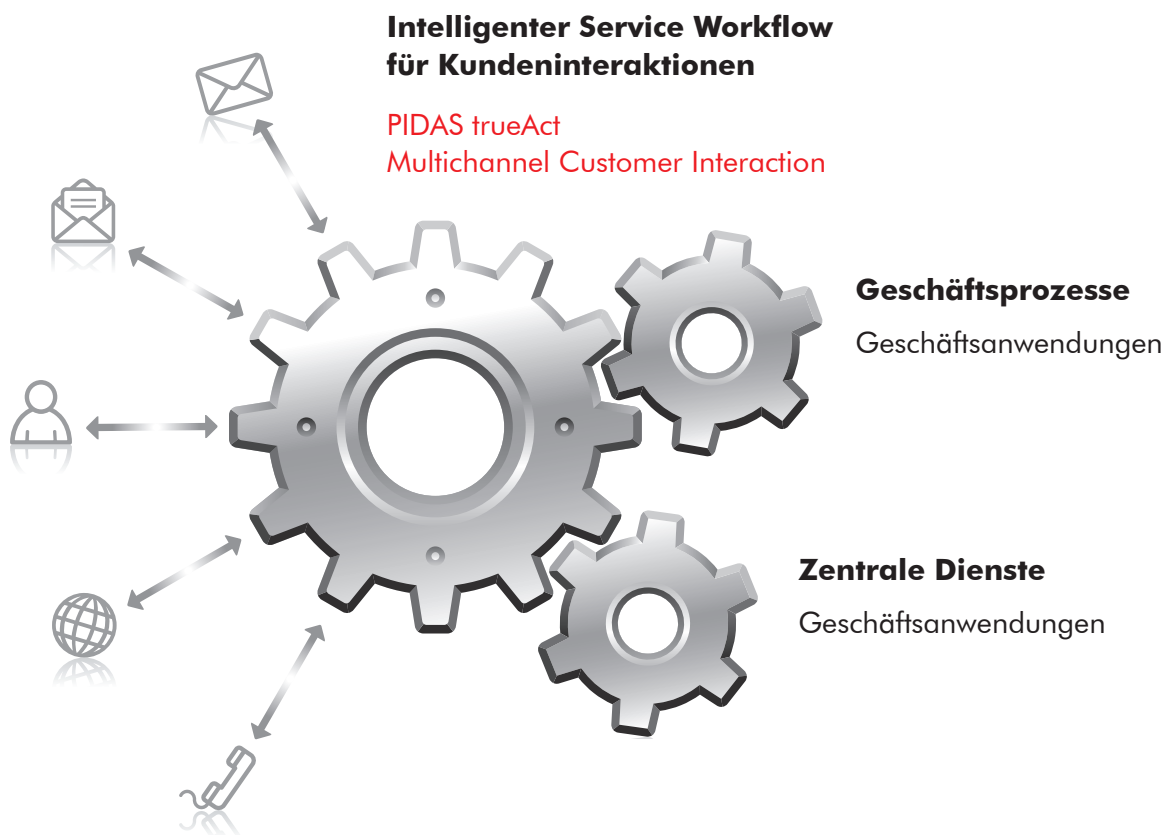 Intelligenter Service Workflow
für Kundeninteraktionen
PIDAS trueAct
Multichannel Customer Interaction
Geschäftsprozesse
Geschäftsanwendungen
Zentrale Dienste
Geschäftsanwendungen